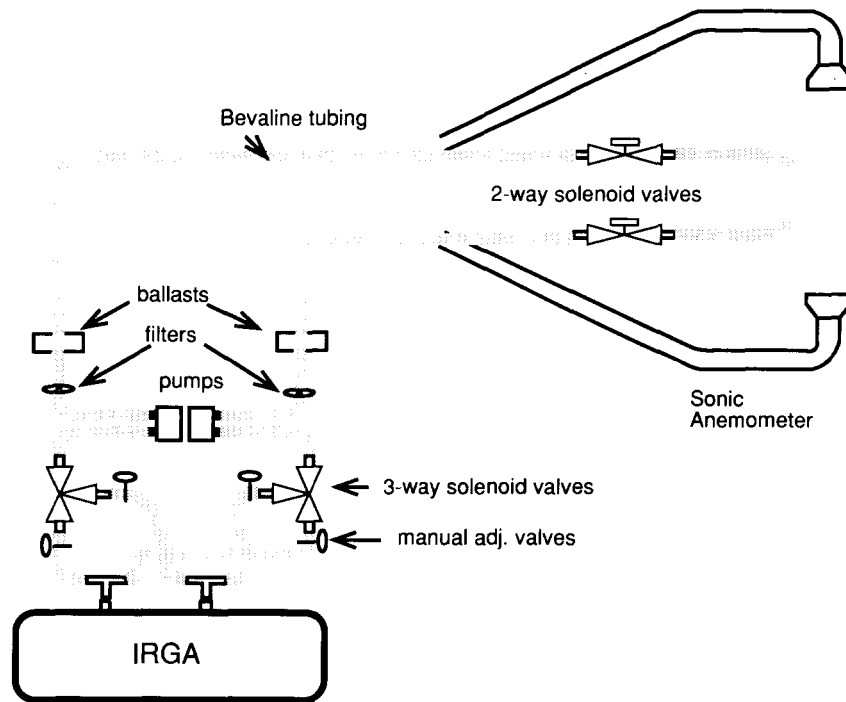 Bevaline tubing
2-way solenoid valves
ballasts
filters
pumps
Sonic
Anemometer
3-way solenoid valves
manual adj. valves
IRGA